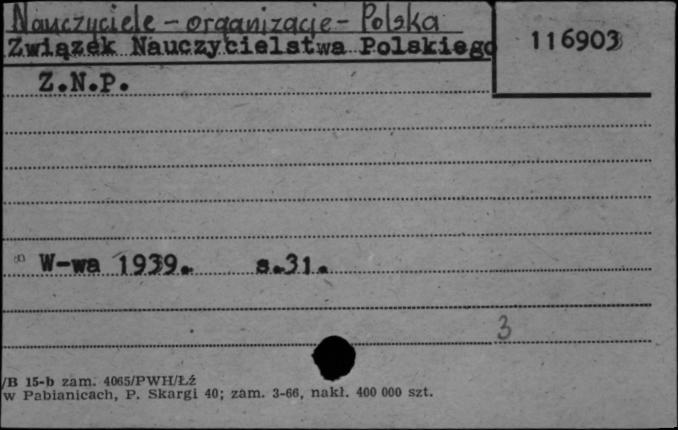 Nauczyciele - organizacje - Polska
Związek Nauczycielstwa Polskiego
116903
Z.N.P.
W-wa 1939. s.31.
3
/B 15-b zam. 4065/PWH/Łź
w Pabianicach, P. Skargi 40; zam. 3-66, nakł. 400 000 szt.